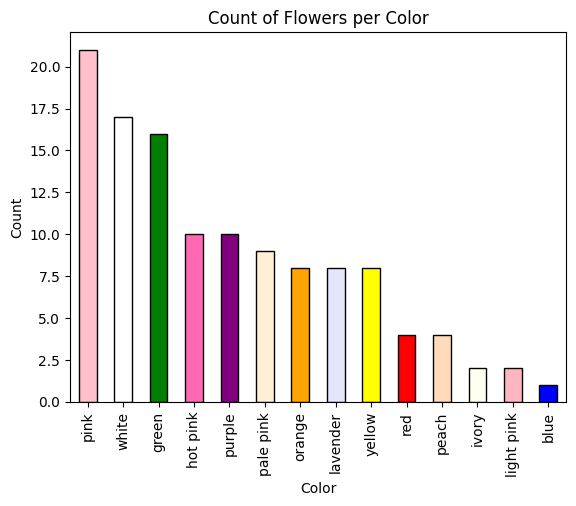 Count of Flowers per Color
Count
20.0
17.5
15.0
12.5
10.0
7.5
5.0
2.5
0.0
pink
white
green
hot pink
purple
pale pink
orange
lavender
yellow
red
peach
ivory
light pink
blue
Color